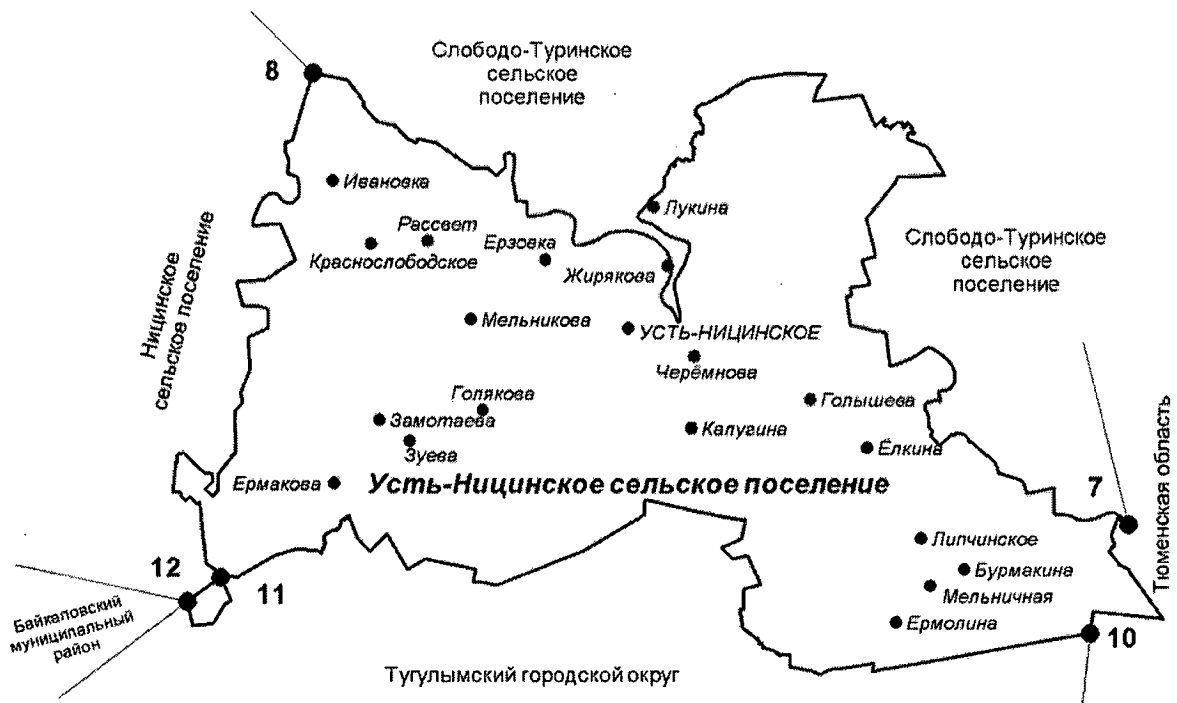 8
Слободо-Туринское
сельское
поселение
Ивановка
Лукина
Рассвет
Краснослободское
Ерзовка
Жирякова
Слободо-Туринское
сельское
поселение
Ницинское
сельское поселение
Мельникова
УСТЬ-НИЦИНСКОЕ
Черёмнова
Голякова
Замотаева
Зуева
Голышева
Калугина
Ёлкина
Ермакова
Усть-Ницинское сельское поселение
7
Тюменская область
Липчинское
Бурмакина
Мельничная
Ермолина
12
11
10
Байкаловский
муниципальный
район
Тугулымский городской округ